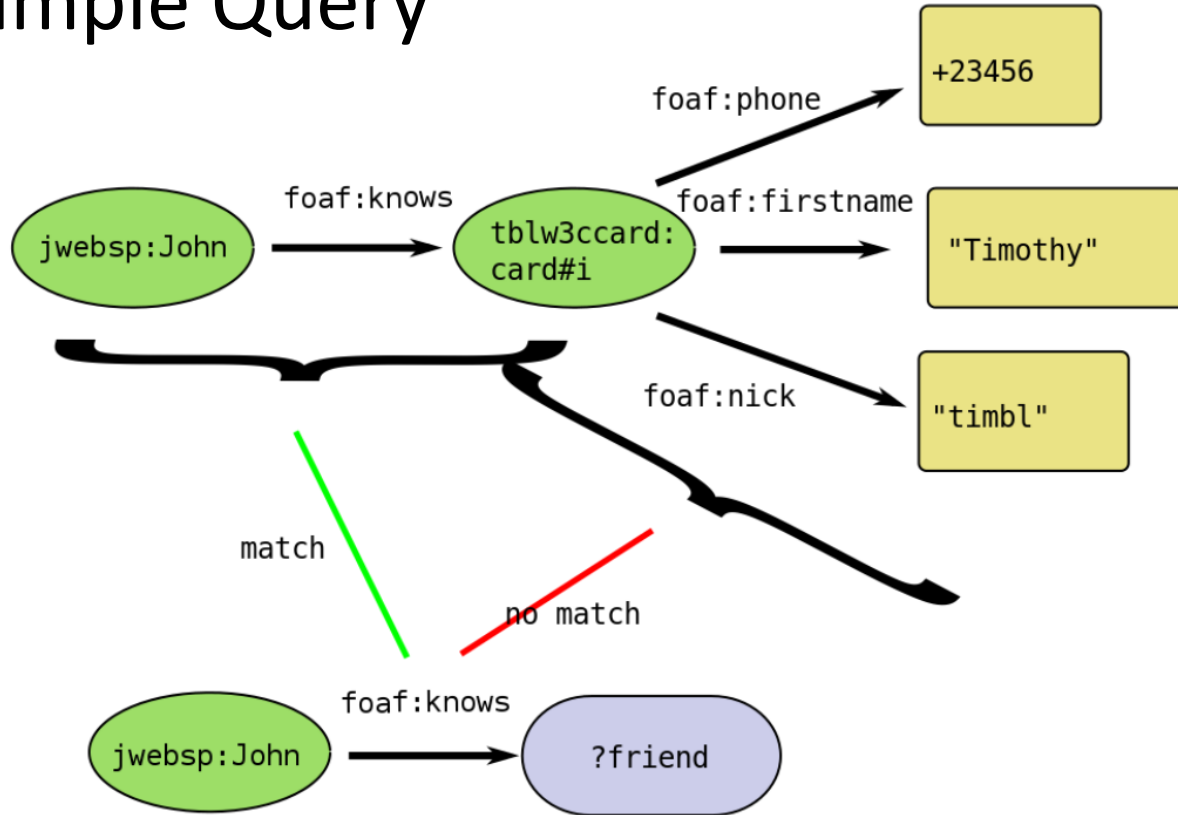 imple Query
+23456
foaf:phone
foaf:knows
foaf:firstname
jwebsp:John
tblw3ccard:
card#i
"Timothy"
foaf:nick
"timbl"
match
no match
foaf:knows
jwebsp:John
?friend